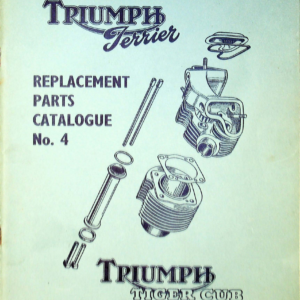 TRIUMPH
Terrier
REPLACEMENT
PARTS
CATALOGUE
No. 4
TRIUMPH
TIGER CUB